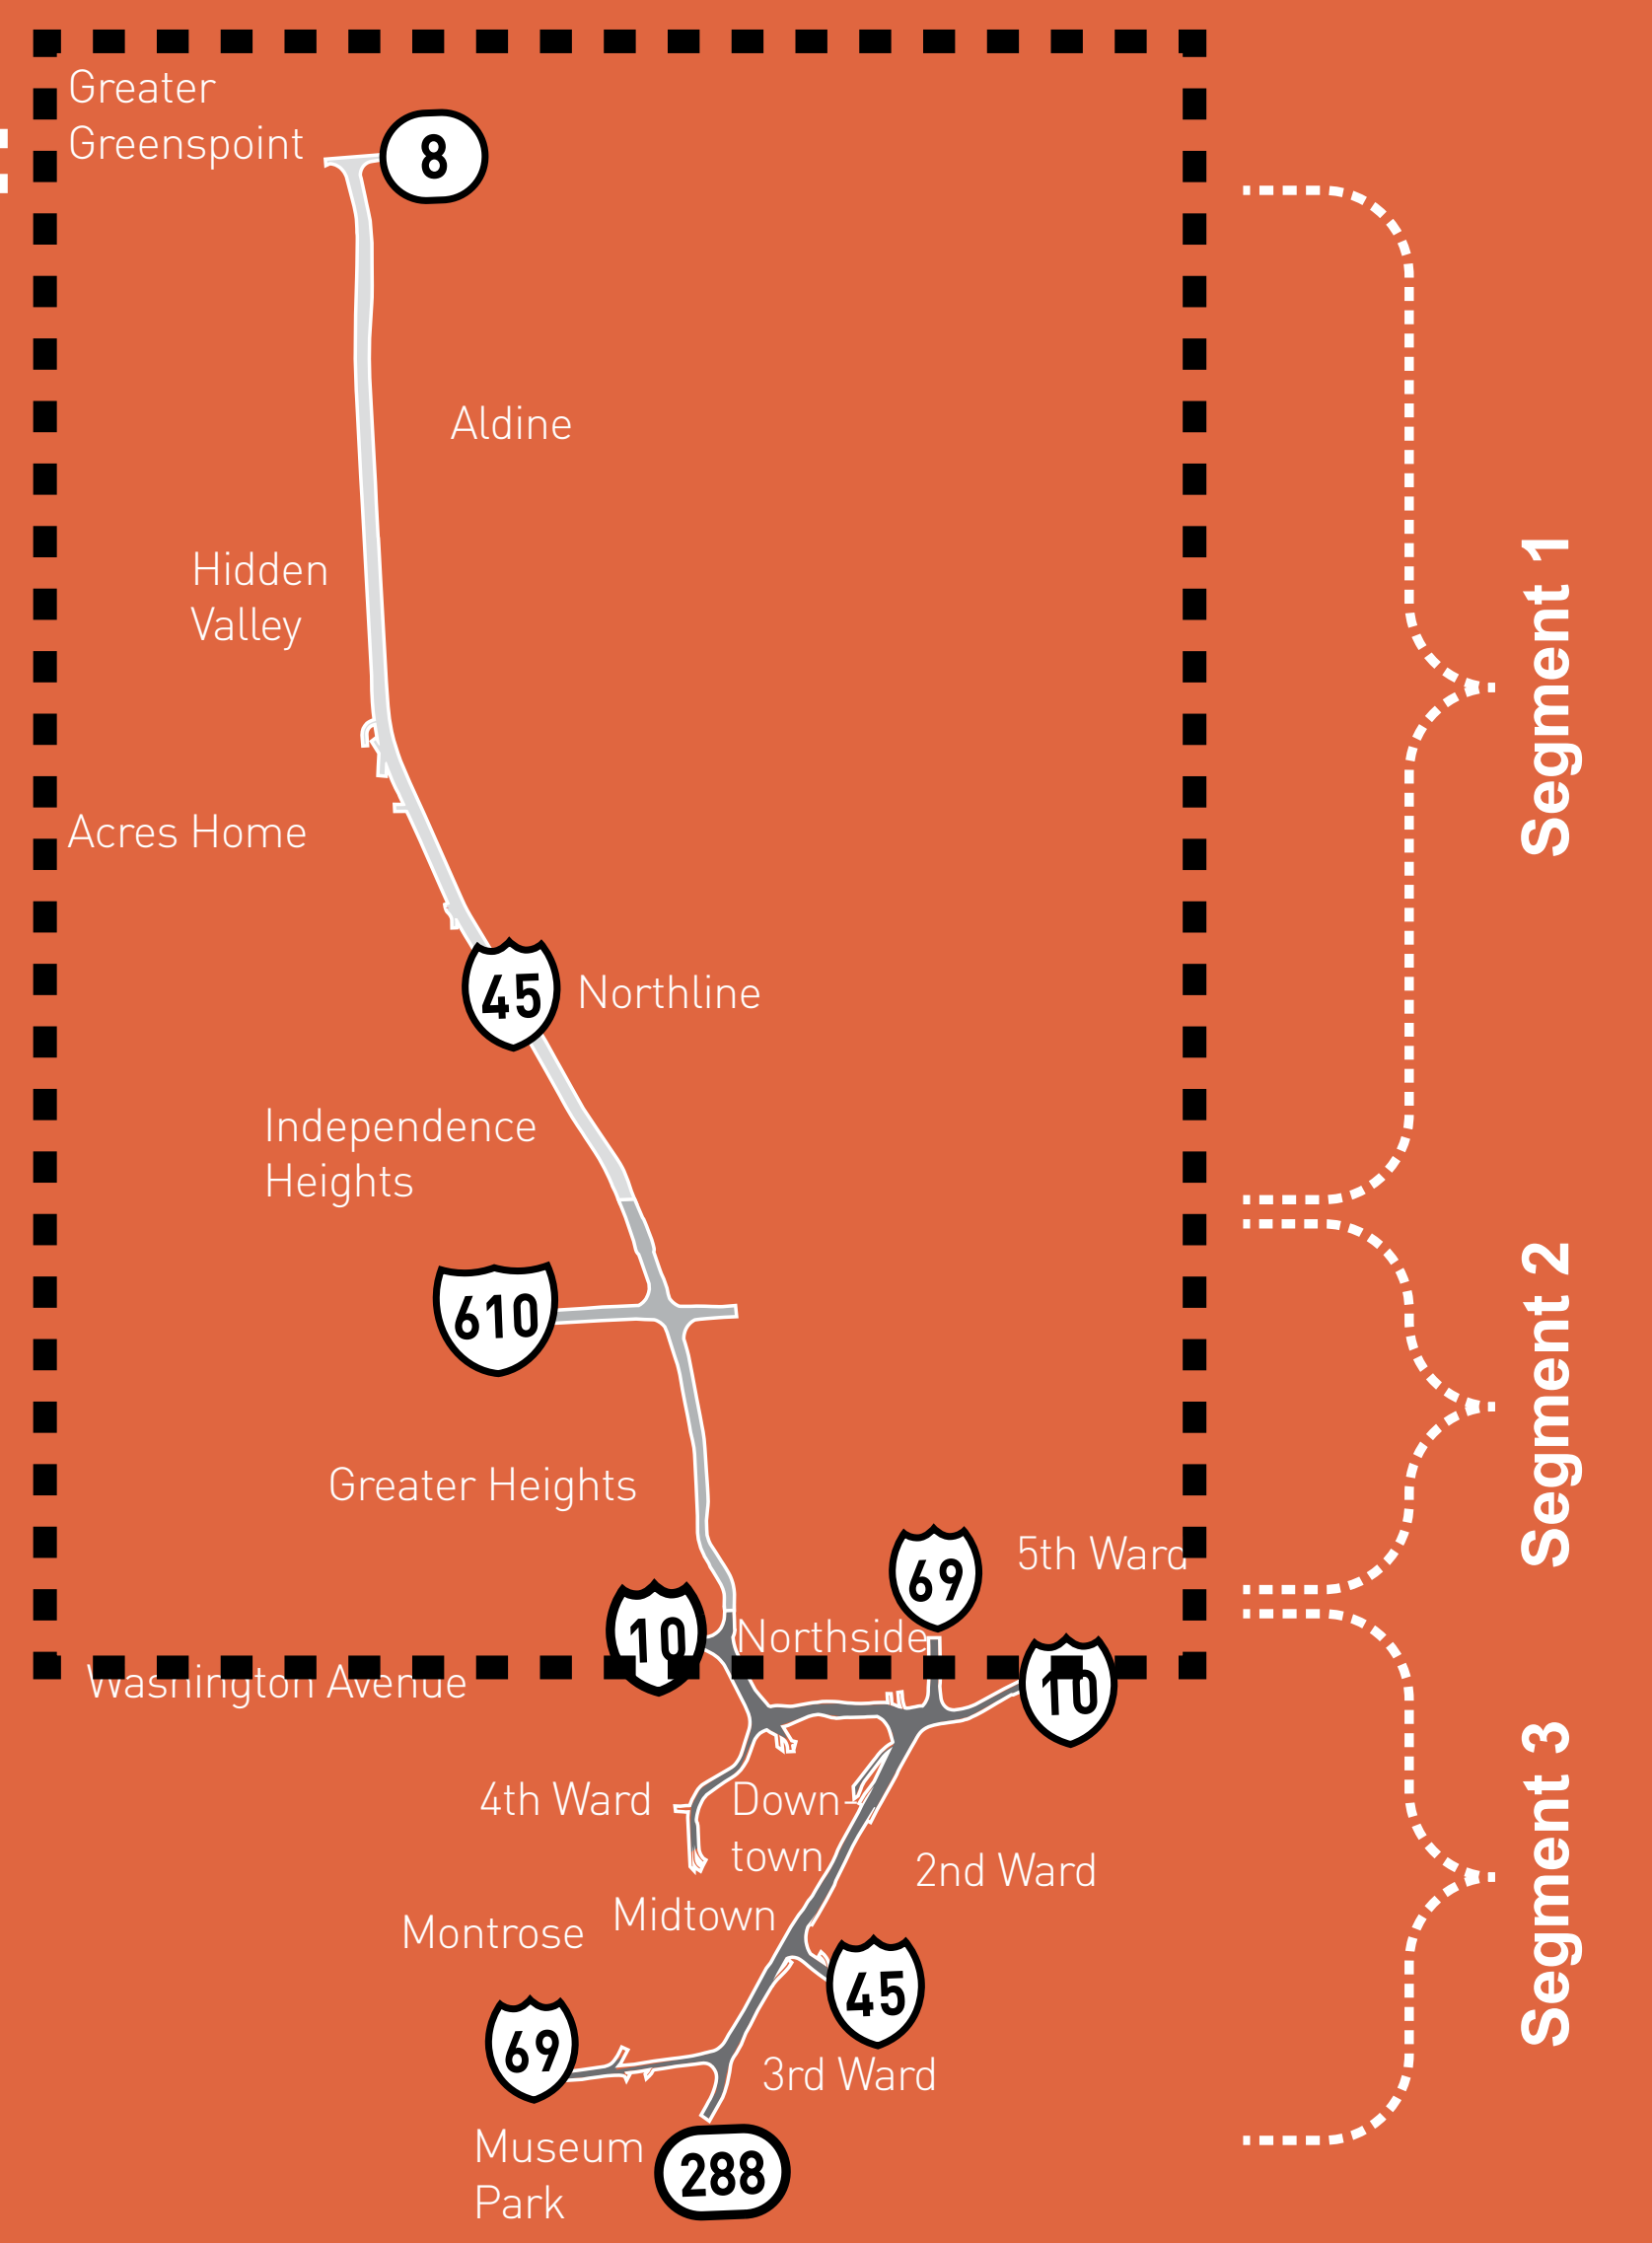 Greater
Greenspoint
8
Aldine
Hidden
Valley
Segment 1
Acres Home
45
Northline
Independence
Heights
610
Segment 2
Greater Heights
69
5th Ward
10
Northside
Washington Avenue
10
4th Ward
Down-
town
2nd Ward
Segment 3
Midtown
Montrose
45
69
3rd Ward
Museum
Park
288